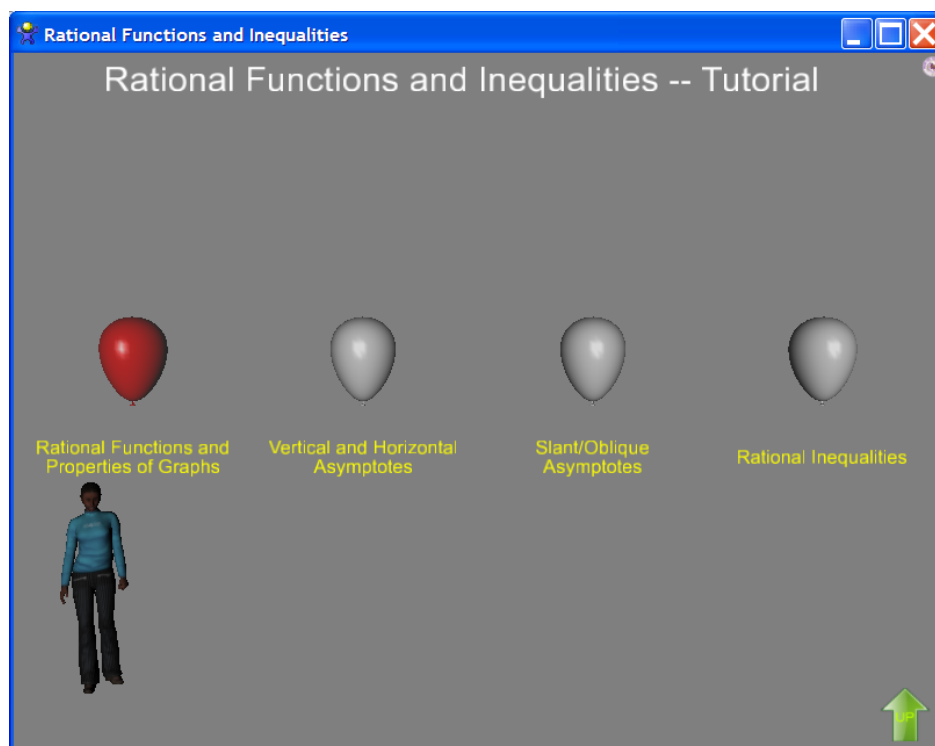 Rational Functions and Inequalities
Rational Functions and Inequalities -- Tutorial
Rational Functions and
Properties of Graphs
Vertical and Horizontal
Asymptotes
Slant/Oblique
Asymptotes
Rational Inequalities
UP